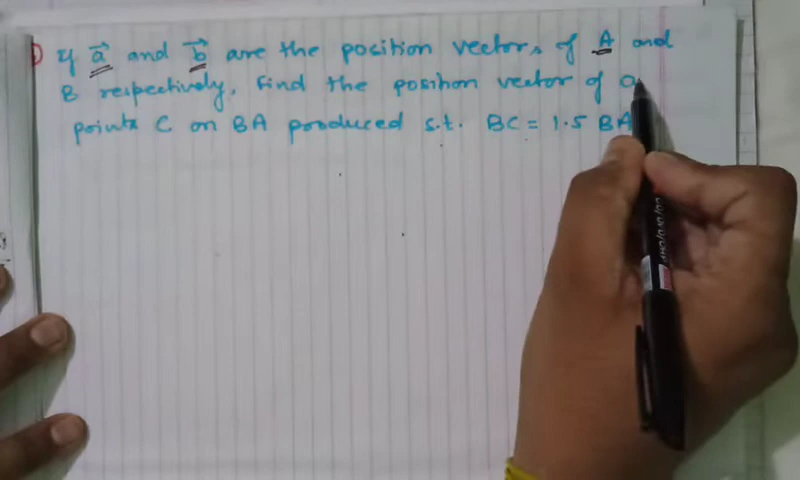 If a⃗ and b⃗ are the position vectors of A and
B respectively, Find the position vector of a
points C on BA produced s.t. BC = 1.5 BA